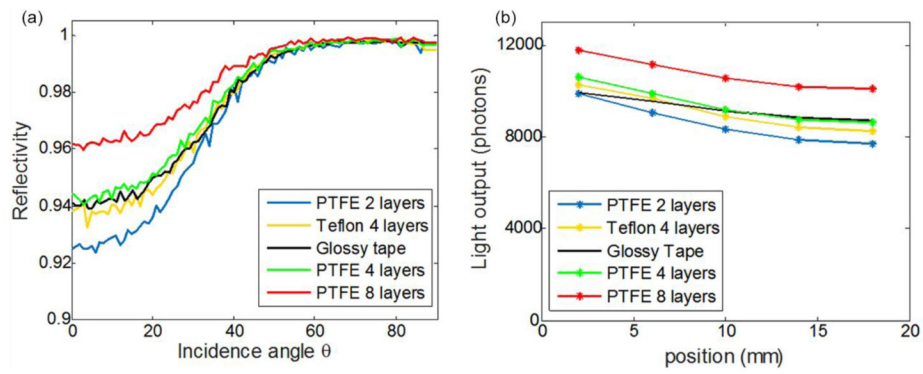 (a)
1
0.98
0.96
0.94
0.92
0.9
Reflectivity
0 20 40 60 80
Incidence angle θ
PTFE 2 layers
Teflon 4 layers
Glossy tape
PTFE 4 layers
PTFE 8 layers
(b)
12000
8000
4000
0
Light output (photons)
0 5 10 15 20
position (mm)
PTFE 2 layers
Teflon 4 layers
Glossy Tape
PTFE 4 layers
PTFE 8 layers